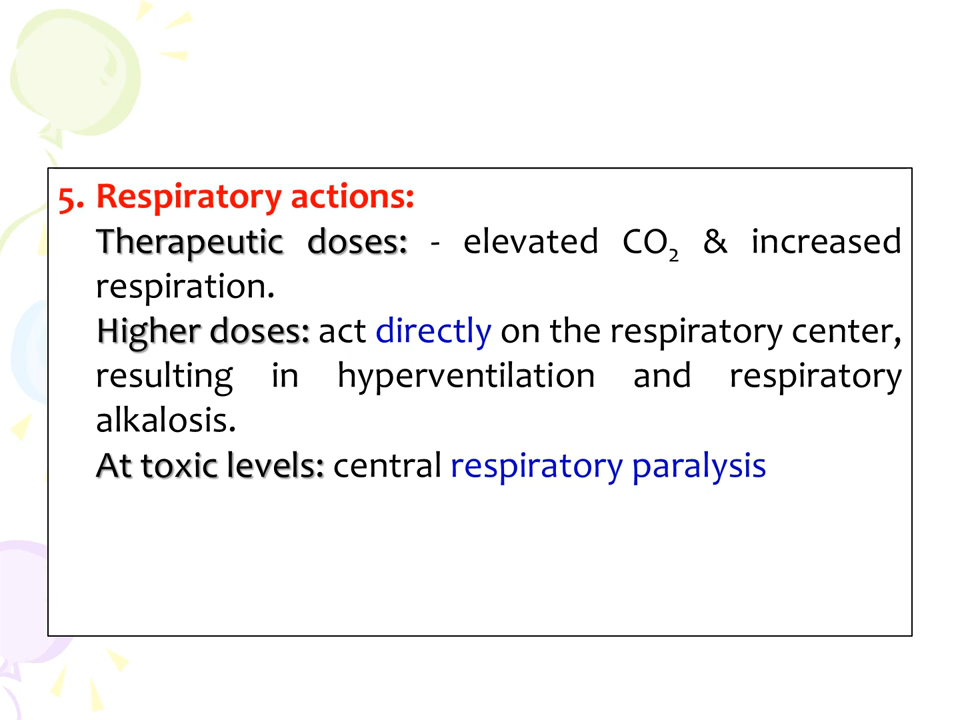 5. Respiratory actions:
Therapeutic doses: - elevated CO₂ & increased
respiration.
Higher doses: act directly on the respiratory center,
resulting in hyperventilation and respiratory
alkalosis.
At toxic levels: central respiratory paralysis